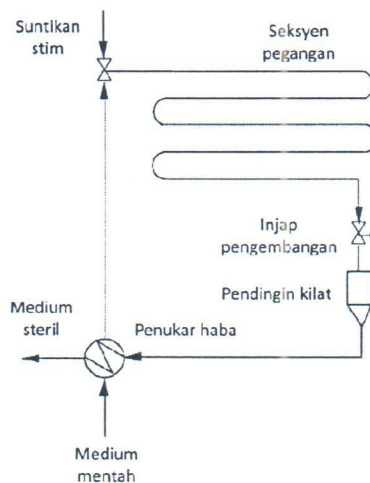 Suntikan
stim
Seksyen
pegangan
Injap
pengembangan
Pendingin kilat
Medium
steril
Penukar haba
Medium
mentah